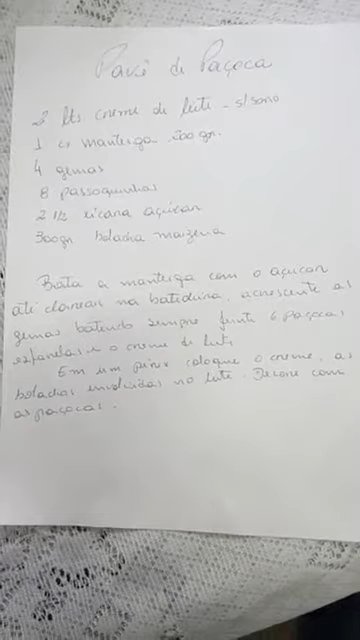 Pavê de Paçoca
2 lts creme de leite - s/soro
1 cx manteiga - 200 gr.
4 gemas
8 passoquinhas
2 1/2 xicara açúcar
300gr bolacha maizena
Bata a manteiga com o açucar
até clarear na batedeira, acrescente as
gemas batendo sempre junte 6 paçocas
esfareladas e o creme de leite
Em um pirex coloque o creme, as
bolachas envolvidas no leite. Decore com
as paçocas.